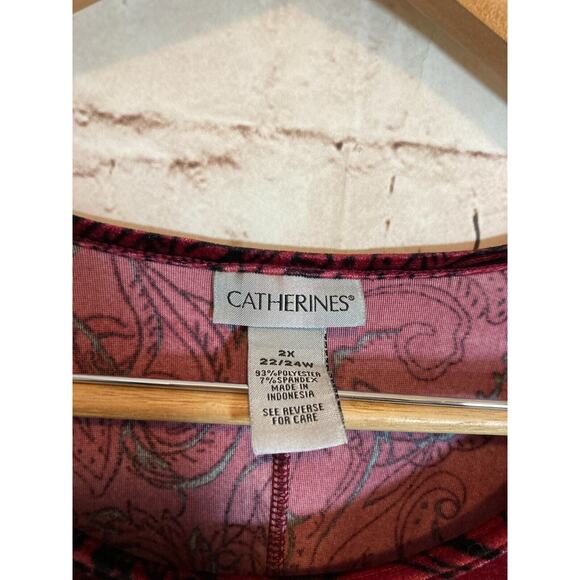 CATHERINES®
2X
22/24W
93%POLYESTER
7%SPANDEX
MADE IN
INDONESIA
SEE REVERSE
FOR CARE